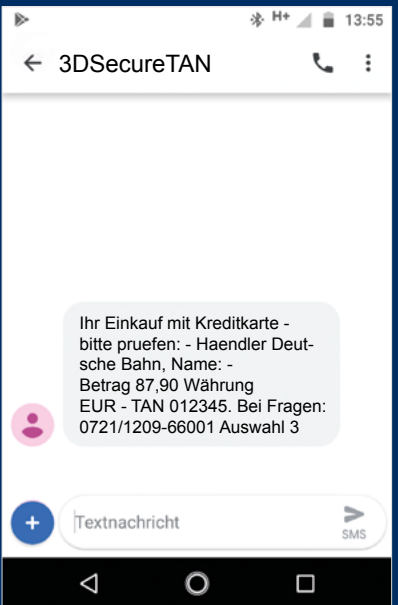 H+ 13:55
3DSecureTAN
Ihr Einkauf mit Kreditkarte -
bitte pruefen: - Haendler Deut-
sche Bahn, Name: -
Betrag 87,90 Währung
EUR - TAN 012345. Bei Fragen:
0721/1209-66001 Auswahl 3
Textnachricht
SMS